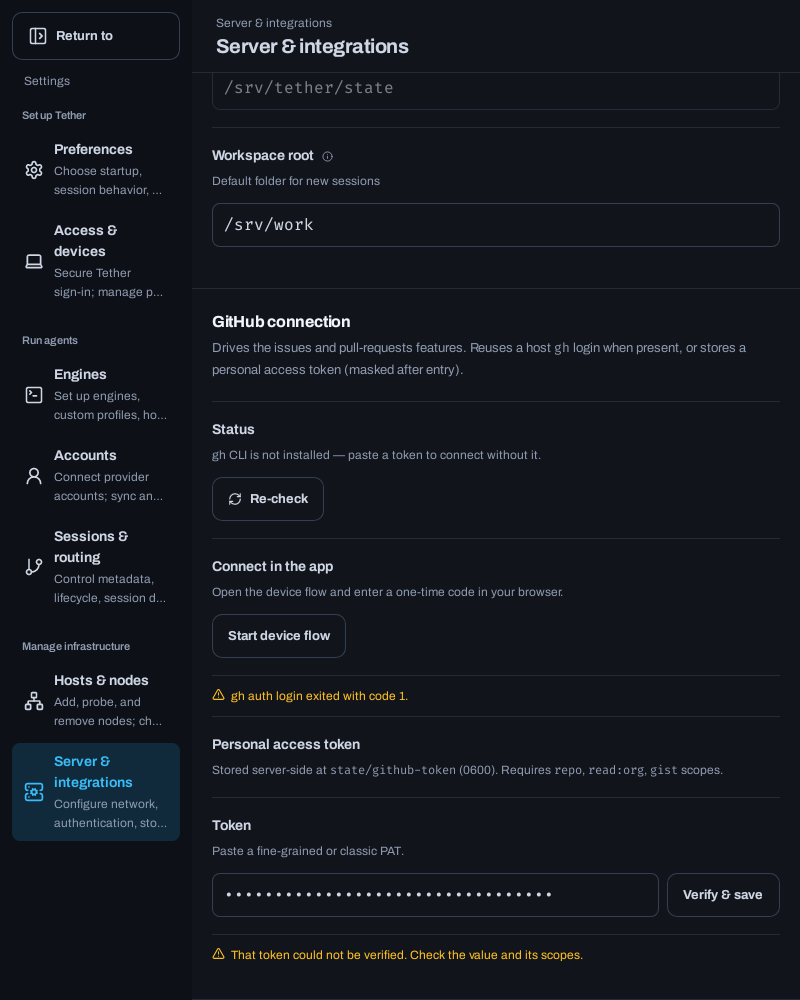 Return to
Settings
Set up Tether
Preferences
Choose startup,
session behavior, ...
Access &
devices
Secure Tether
sign-in; manage p...
Run agents
Engines
Set up engines,
custom profiles, ho...
Accounts
Connect provider
accounts; sync an...
Sessions &
routing
Control metadata,
lifecycle, session d...
Manage infrastructure
Hosts & nodes
Add, probe, and
remove nodes; ch...
Server &
integrations
Configure network,
authentication, sto...
Server & integrations
Server & integrations
/srv/tether/state
Workspace root
Default folder for new sessions
/srv/work
GitHub connection
Drives the issues and pull-requests features. Reuses a host gh login when present, or stores a
personal access token (masked after entry).
Status
gh CLI is not installed — paste a token to connect without it.
Re-check
Connect in the app
Open the device flow and enter a one-time code in your browser.
Start device flow
gh auth login exited with code 1.
Personal access token
Stored server-side at state/github-token (0600). Requires repo, read:org, gist scopes.
Token
Paste a fine-grained or classic PAT.
•••••••••••••••••••••••••••••••••
Verify & save
That token could not be verified. Check the value and its scopes.